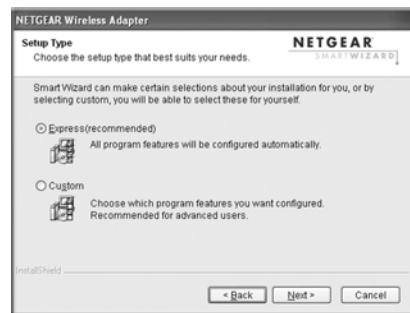 NETGEAR Wireless Adapter
Setup Type
Choose the setup type that best suits your needs.
NETGEAR
SMARTWIZARD
Smart Wizard can make certain selections about your installation for you, or by
selecting custom, you will be able to select these for yourself.
Express(recommended)
All program features will be configured automatically.
Custom
Choose which program features you want configured.
Recommended for advanced users.
InstallShield
< Back
Next >
Cancel